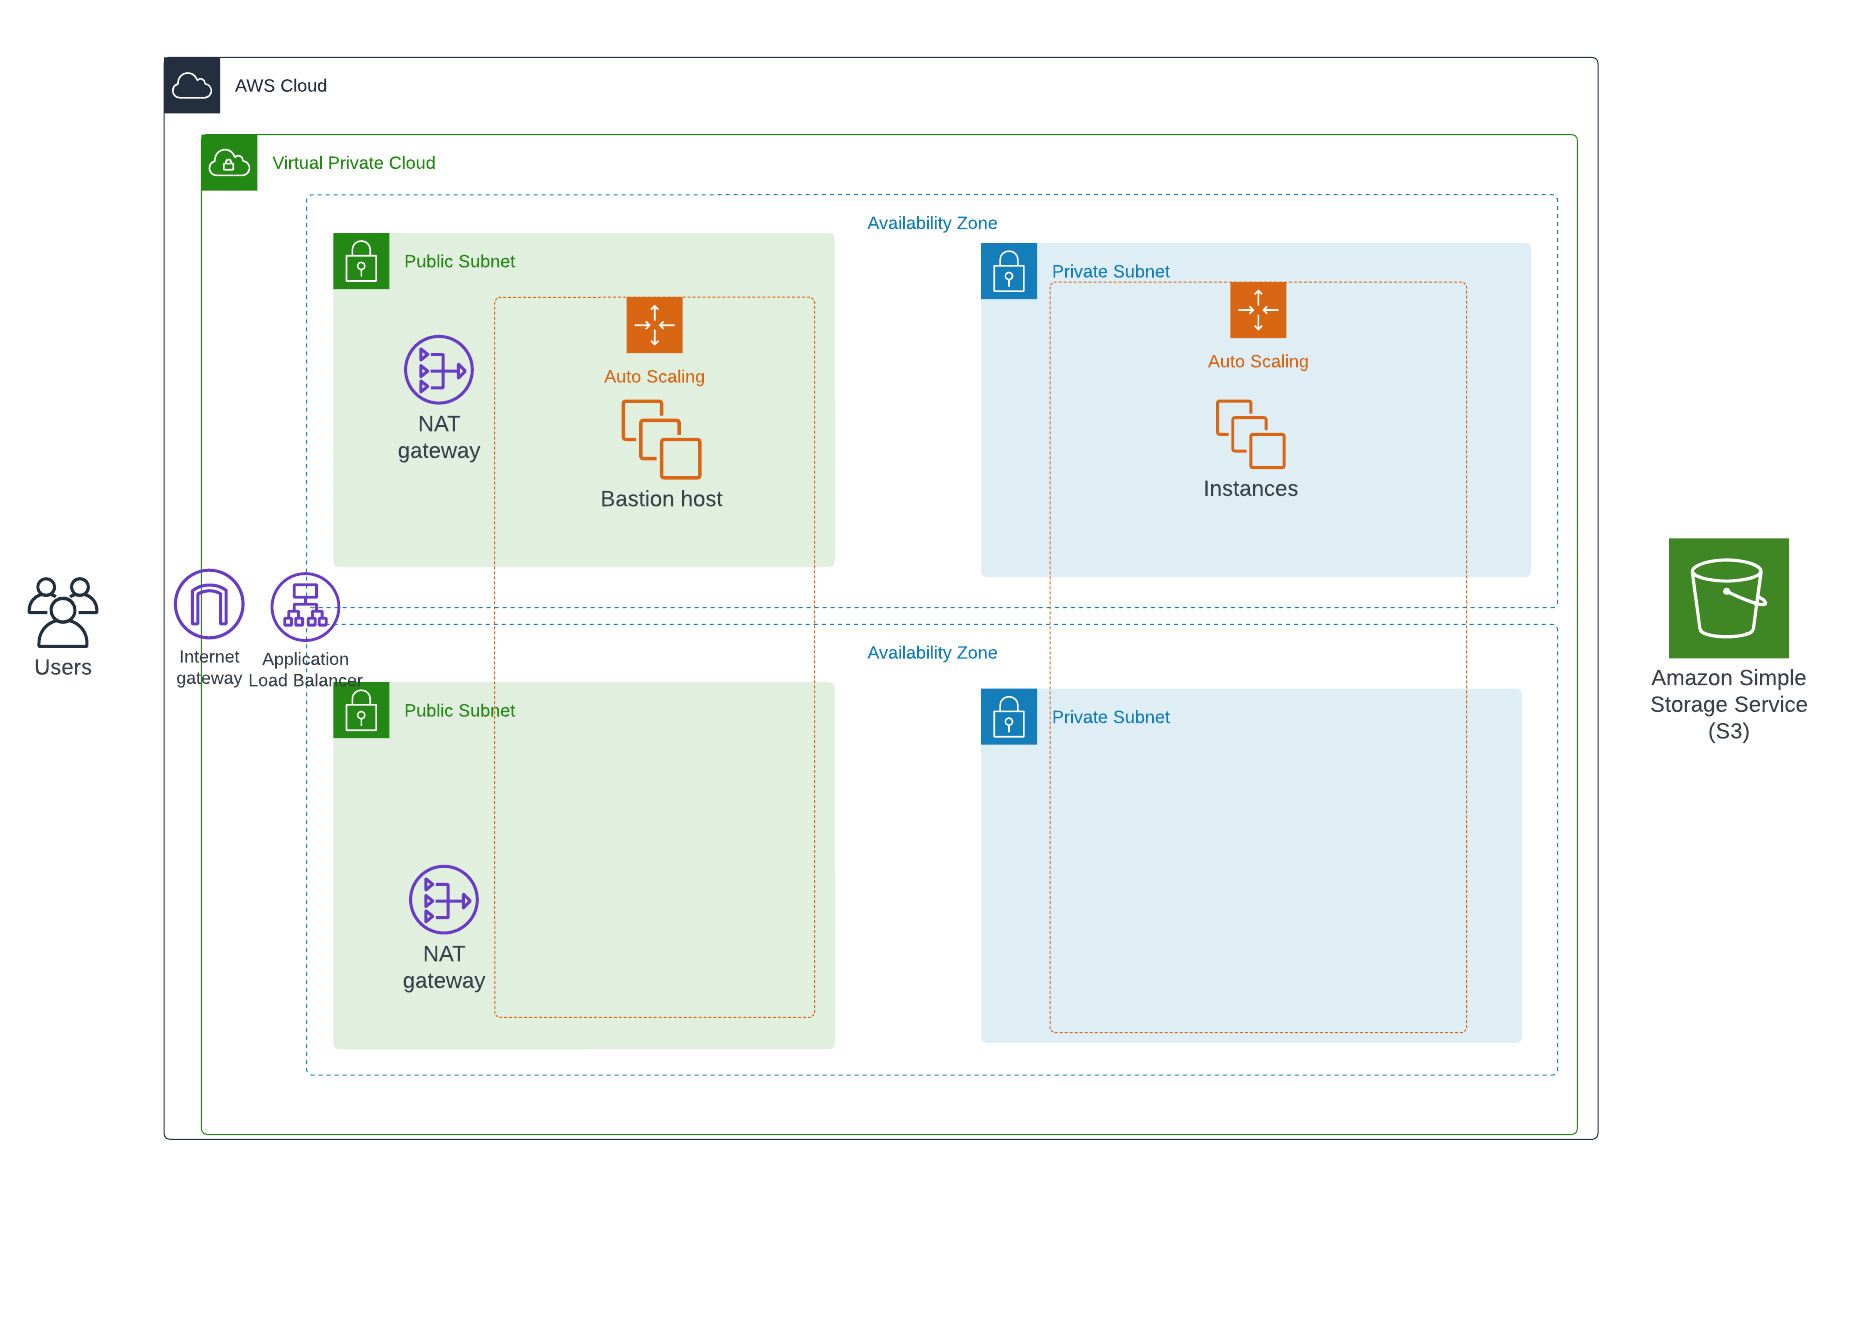 AWS Cloud
Virtual Private Cloud
Availability Zone
Public Subnet
Private Subnet
Auto Scaling
Auto Scaling
NAT
gateway
Bastion host
Instances
Users
Internet
gateway
Application
Load Balancer
Availability Zone
Public Subnet
Private Subnet
NAT
gateway
Amazon Simple
Storage Service
(S3)